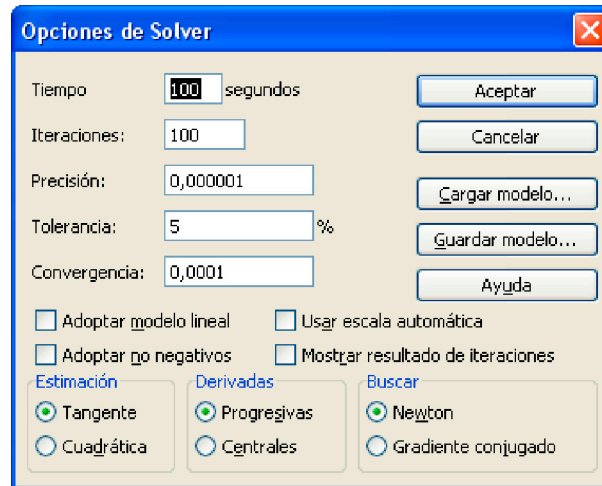 Opciones de Solver
Tiempo 100 segundos Aceptar
Iteraciones: 100 Cancelar
Precisión: 0,000001 Cargar modelo...
Tolerancia: 5 % Guardar modelo...
Convergencia: 0,0001 Ayuda
Adoptar modelo lineal Usar escala automática
Adoptar no negativos Mostrar resultado de iteraciones
Estimación Derivadas Buscar
Tangente Progresivas Newton
Cuadrática Centrales Gradiente conjugado